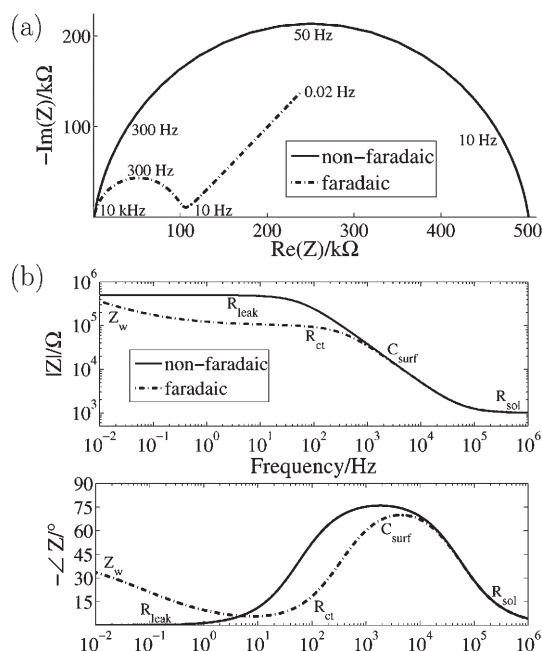 (a)
200
50 Hz
-Im(Z)/kΩ
0.02 Hz
100
300 Hz
10 Hz
300 Hz
non-faradaic
faradaic
10 kHz
10 Hz
100 200 300 400 500
Re(Z)/kΩ
(b)
10^6
R_leak
Z_w
10^5
R_ct
|Z|/Ω
C_surf
non-faradaic
10^4
faradaic
R_sol
10^3
10^-2 10^-1 10^0 10^1 10^2 10^3 10^4 10^5 10^6
Frequency/Hz
90
75
C_surf
60
-∠ Z/°
45
Z_w
30
R_sol
R_leak
R_ct
15
10^-2 10^-1 10^0 10^1 10^2 10^3 10^4 10^5 10^6